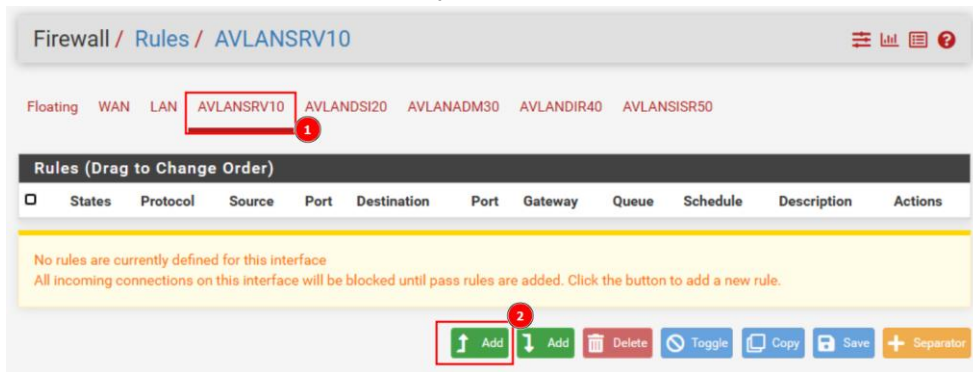 Firewall / Rules / AVLANSRV10
Floating WAN LAN AVLANSRV10 AVLANDSI20 AVLANADM30 AVLANDIR40 AVLANSISR50
1
Rules (Drag to Change Order)
States Protocol Source Port Destination Port Gateway Queue Schedule Description Actions
No rules are currently defined for this interface
All incoming connections on this interface will be blocked until pass rules are added. Click the button to add a new rule.
2
Add Add Delete Toggle Copy Save Separator